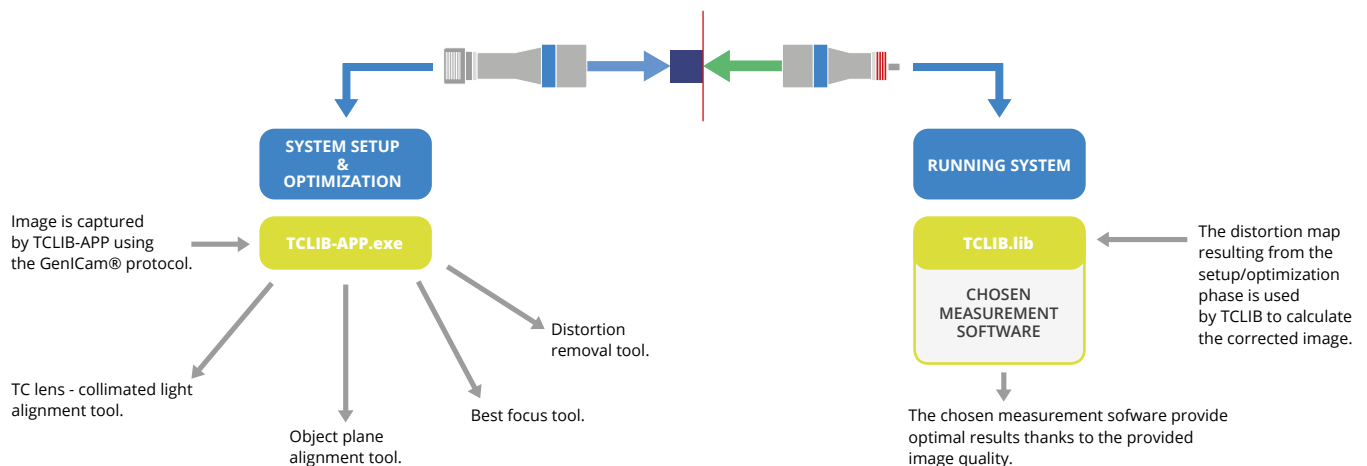 SYSTEM SETUP
&
OPTIMIZATION
RUNNING SYSTEM
Image is captured
by TCLIB-APP using
the GenICam® protocol.
TCLIB-APP.exe
TC lens - collimated light
alignment tool.
Object plane
alignment tool.
Best focus tool.
Distortion
removal tool.
TCLIB.lib
CHOSEN
MEASUREMENT
SOFTWARE
The distortion map
resulting from the
setup/optimization
phase is used
by TCLIB to calculate
the corrected image.
The chosen measurement sofware provide
optimal results thanks to the provided
image quality.